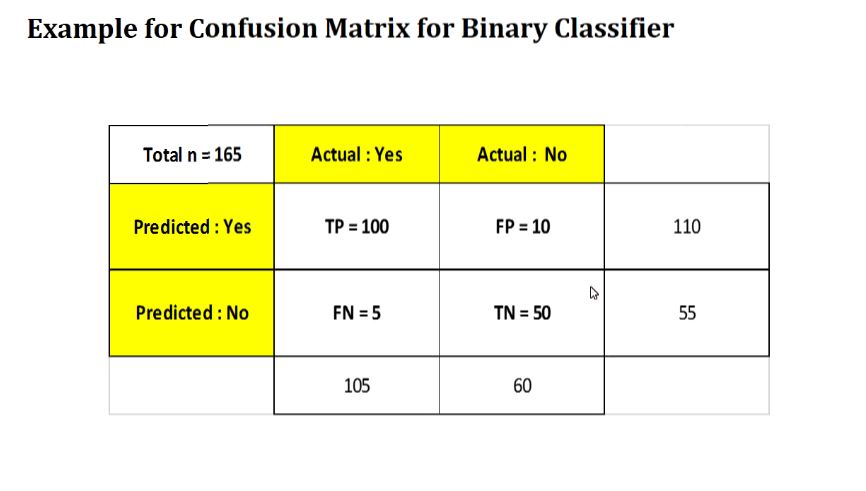 Example for Confusion Matrix for Binary Classifier
Total n = 165 Actual : Yes Actual : No
Predicted : Yes TP = 100 FP = 10 110
Predicted : No FN = 5 TN = 50 55
105 60